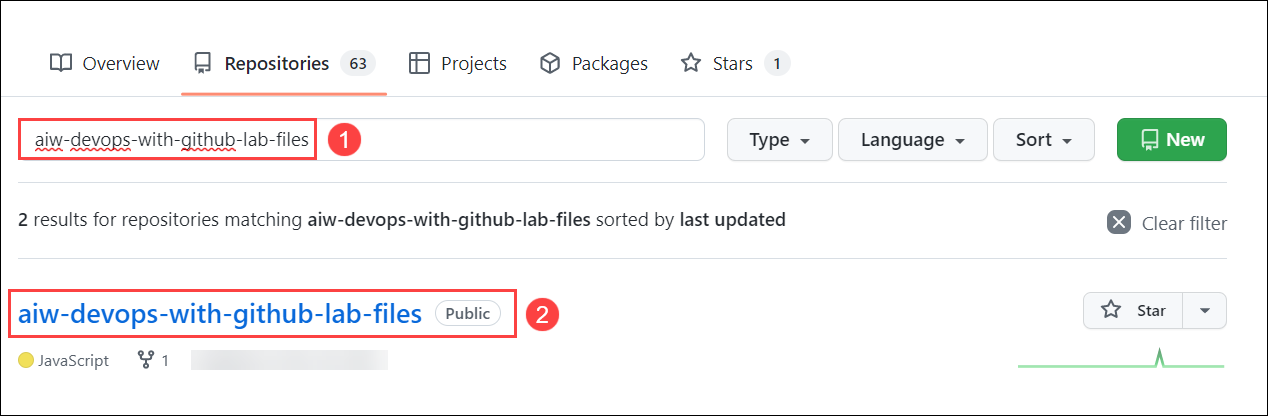 Overview Repositories 63 Projects Packages Stars 1
aiw-devops-with-github-lab-files 1 Type Language Sort New
2 results for repositories matching aiw-devops-with-github-lab-files sorted by last updated Clear filter
aiw-devops-with-github-lab-files Public 2 Star
JavaScript 1